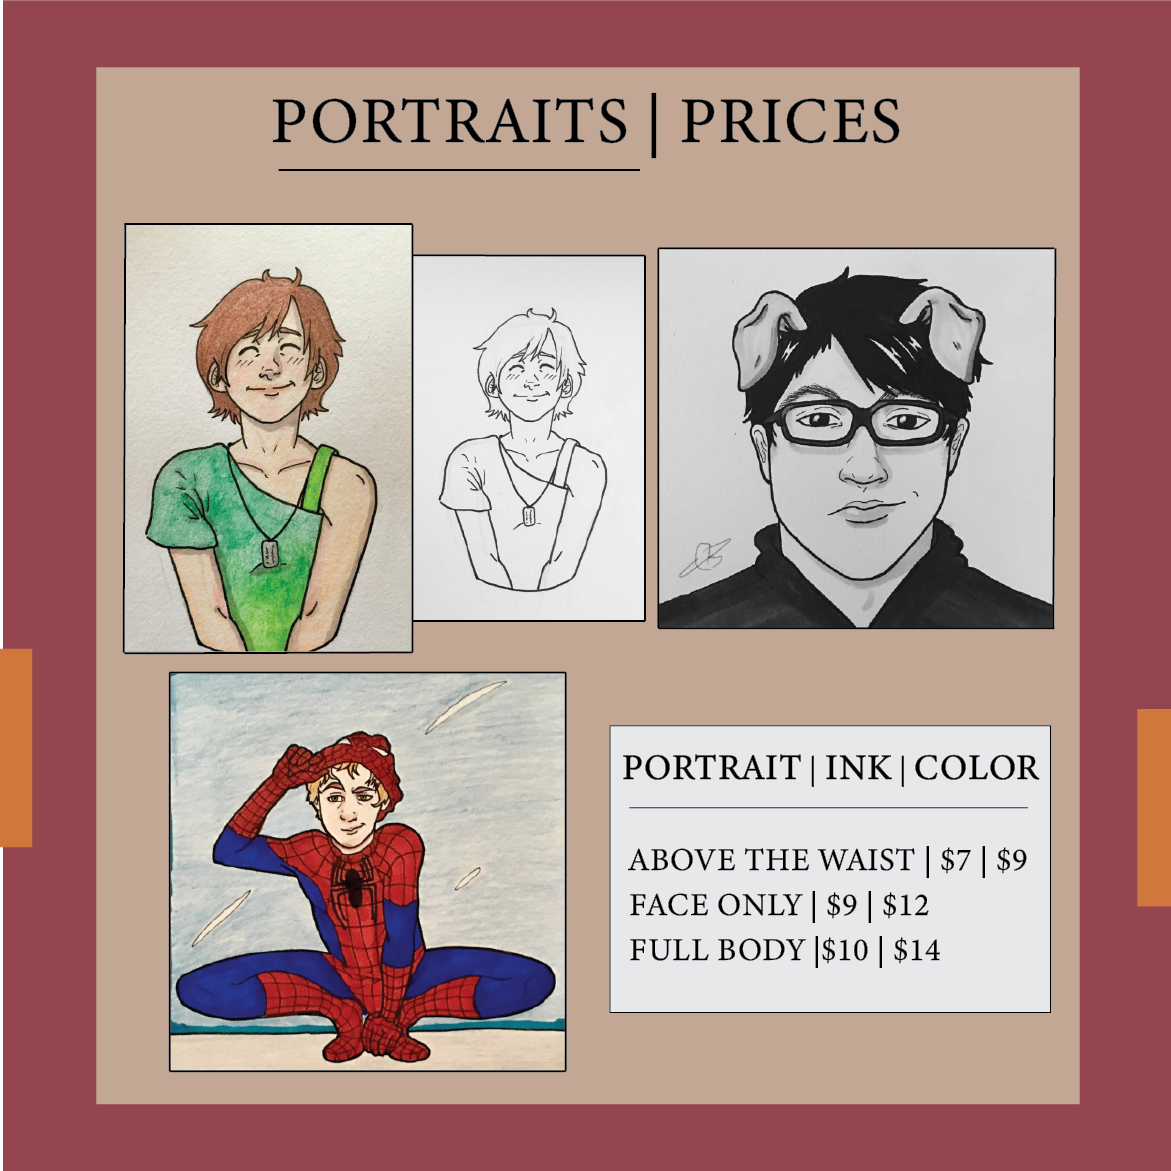 PORTRAITS | PRICES
PORTRAIT | INK | COLOR
ABOVE THE WAIST | $7 | $9
FACE ONLY | $9 | $12
FULL BODY |$10 | $14